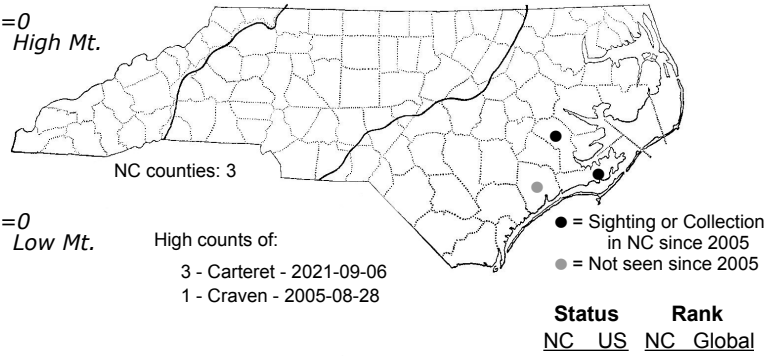 =0
High Mt.
NC counties: 3
=0
Low Mt.
High counts of:
3 - Carteret - 2021-09-06
1 - Craven - 2005-08-28
= Sighting or Collection
in NC since 2005
= Not seen since 2005
Status Rank
NC US NC Global